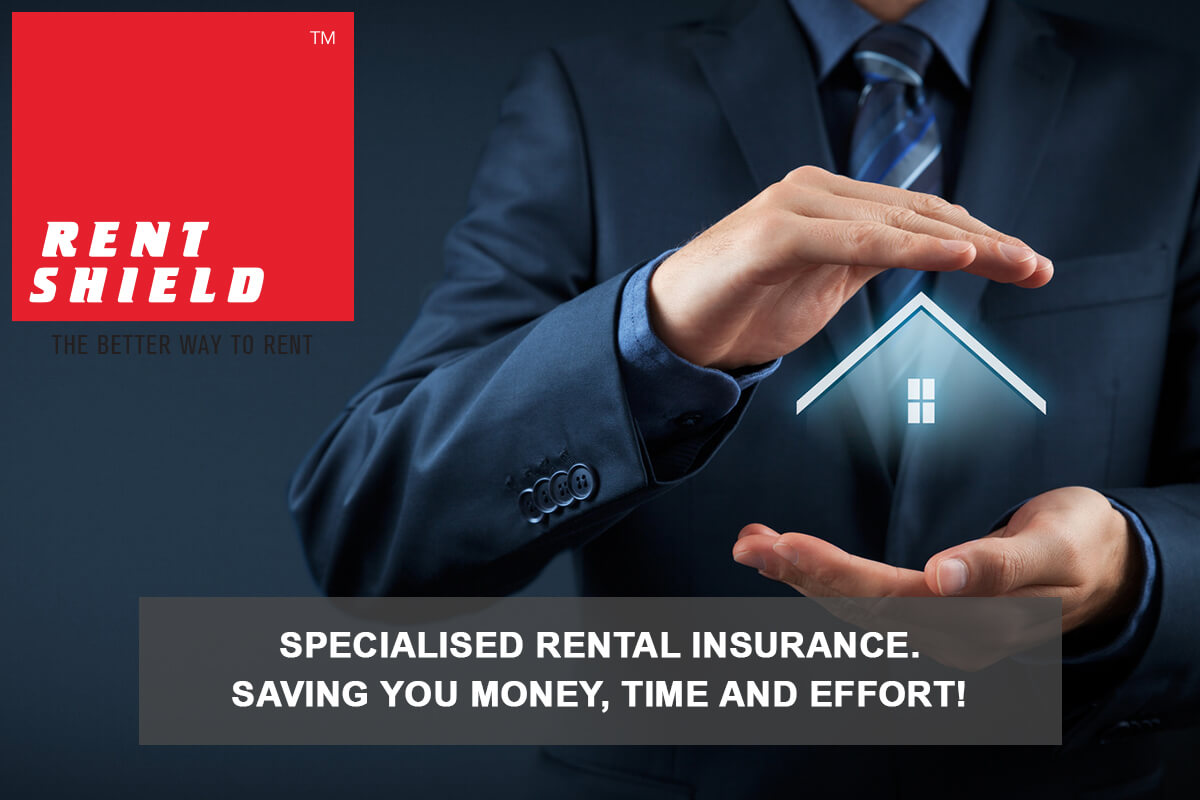 TM
RENT
SHIELD
THE BETTER WAY TO RENT
SPECIALISED RENTAL INSURANCE.
SAVING YOU MONEY, TIME AND EFFORT!